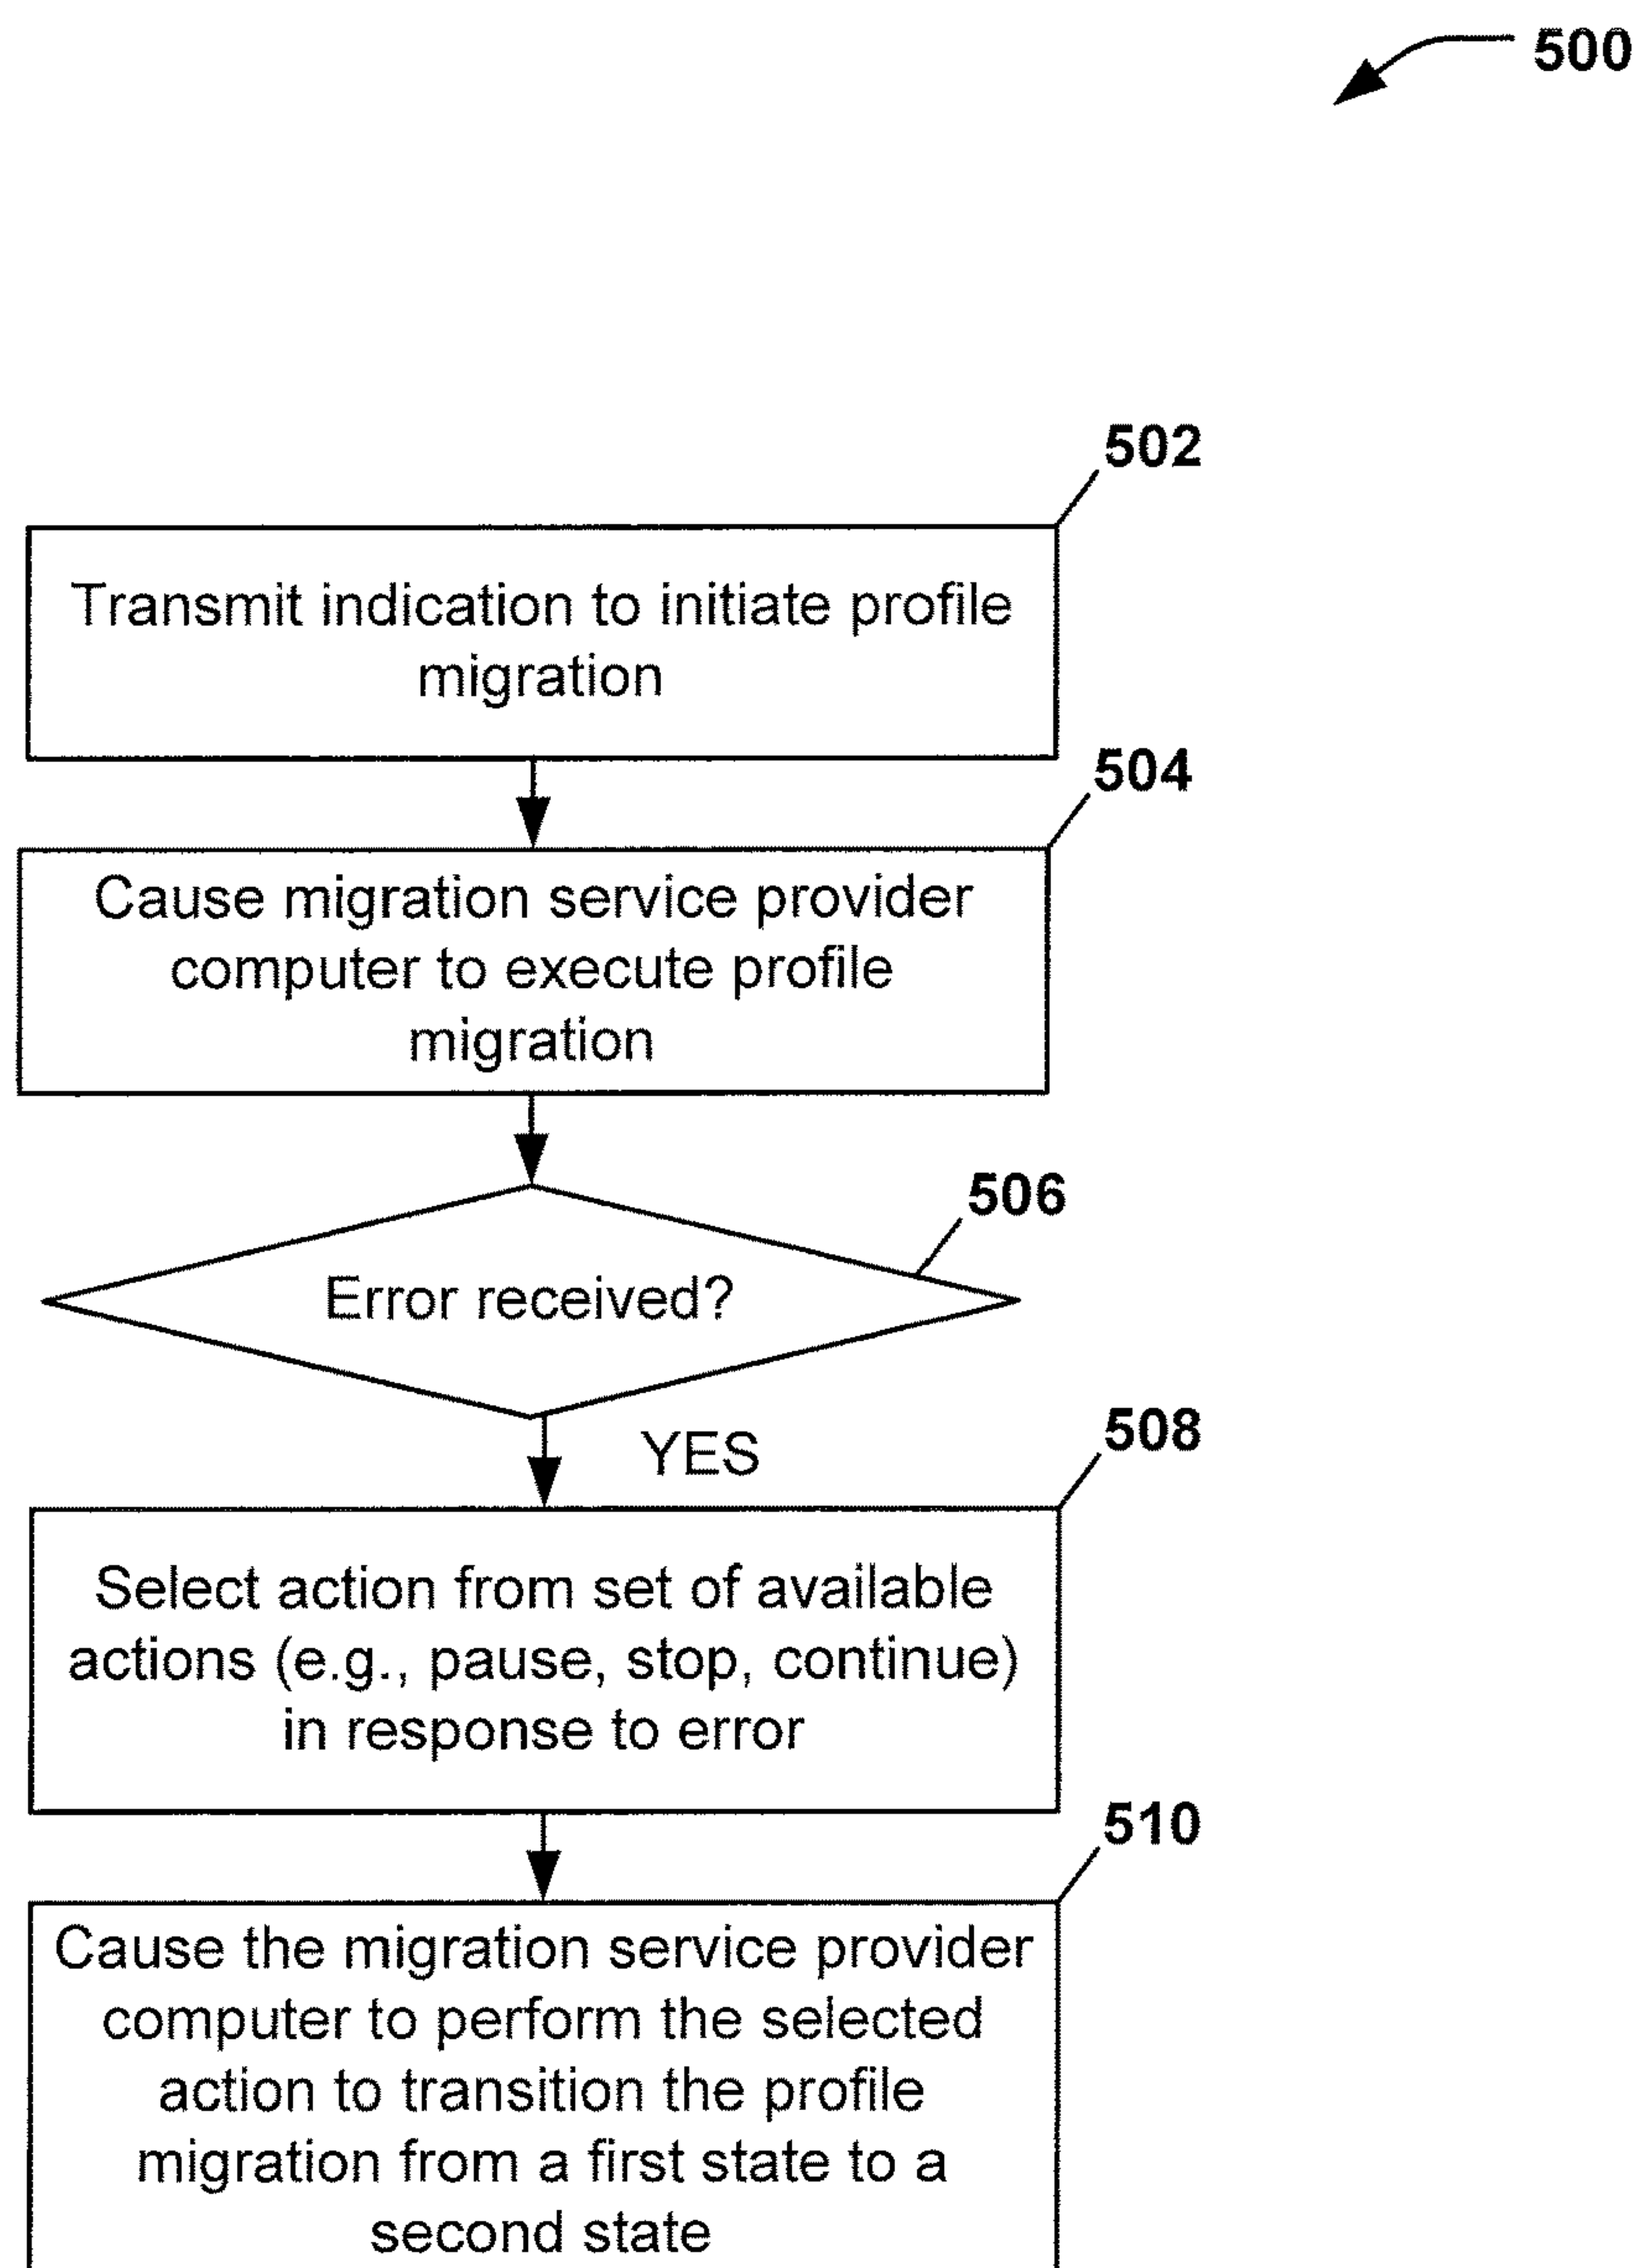 500
502
Transmit indication to initiate profile
migration
504
Cause migration service provider
computer to execute profile
migration
506
Error received?
YES
508
Select action from set of available
actions (e.g., pause, stop, continue)
in response to error
510
Cause the migration service provider
computer to perform the selected
action to transition the profile
migration from a first state to a
second state